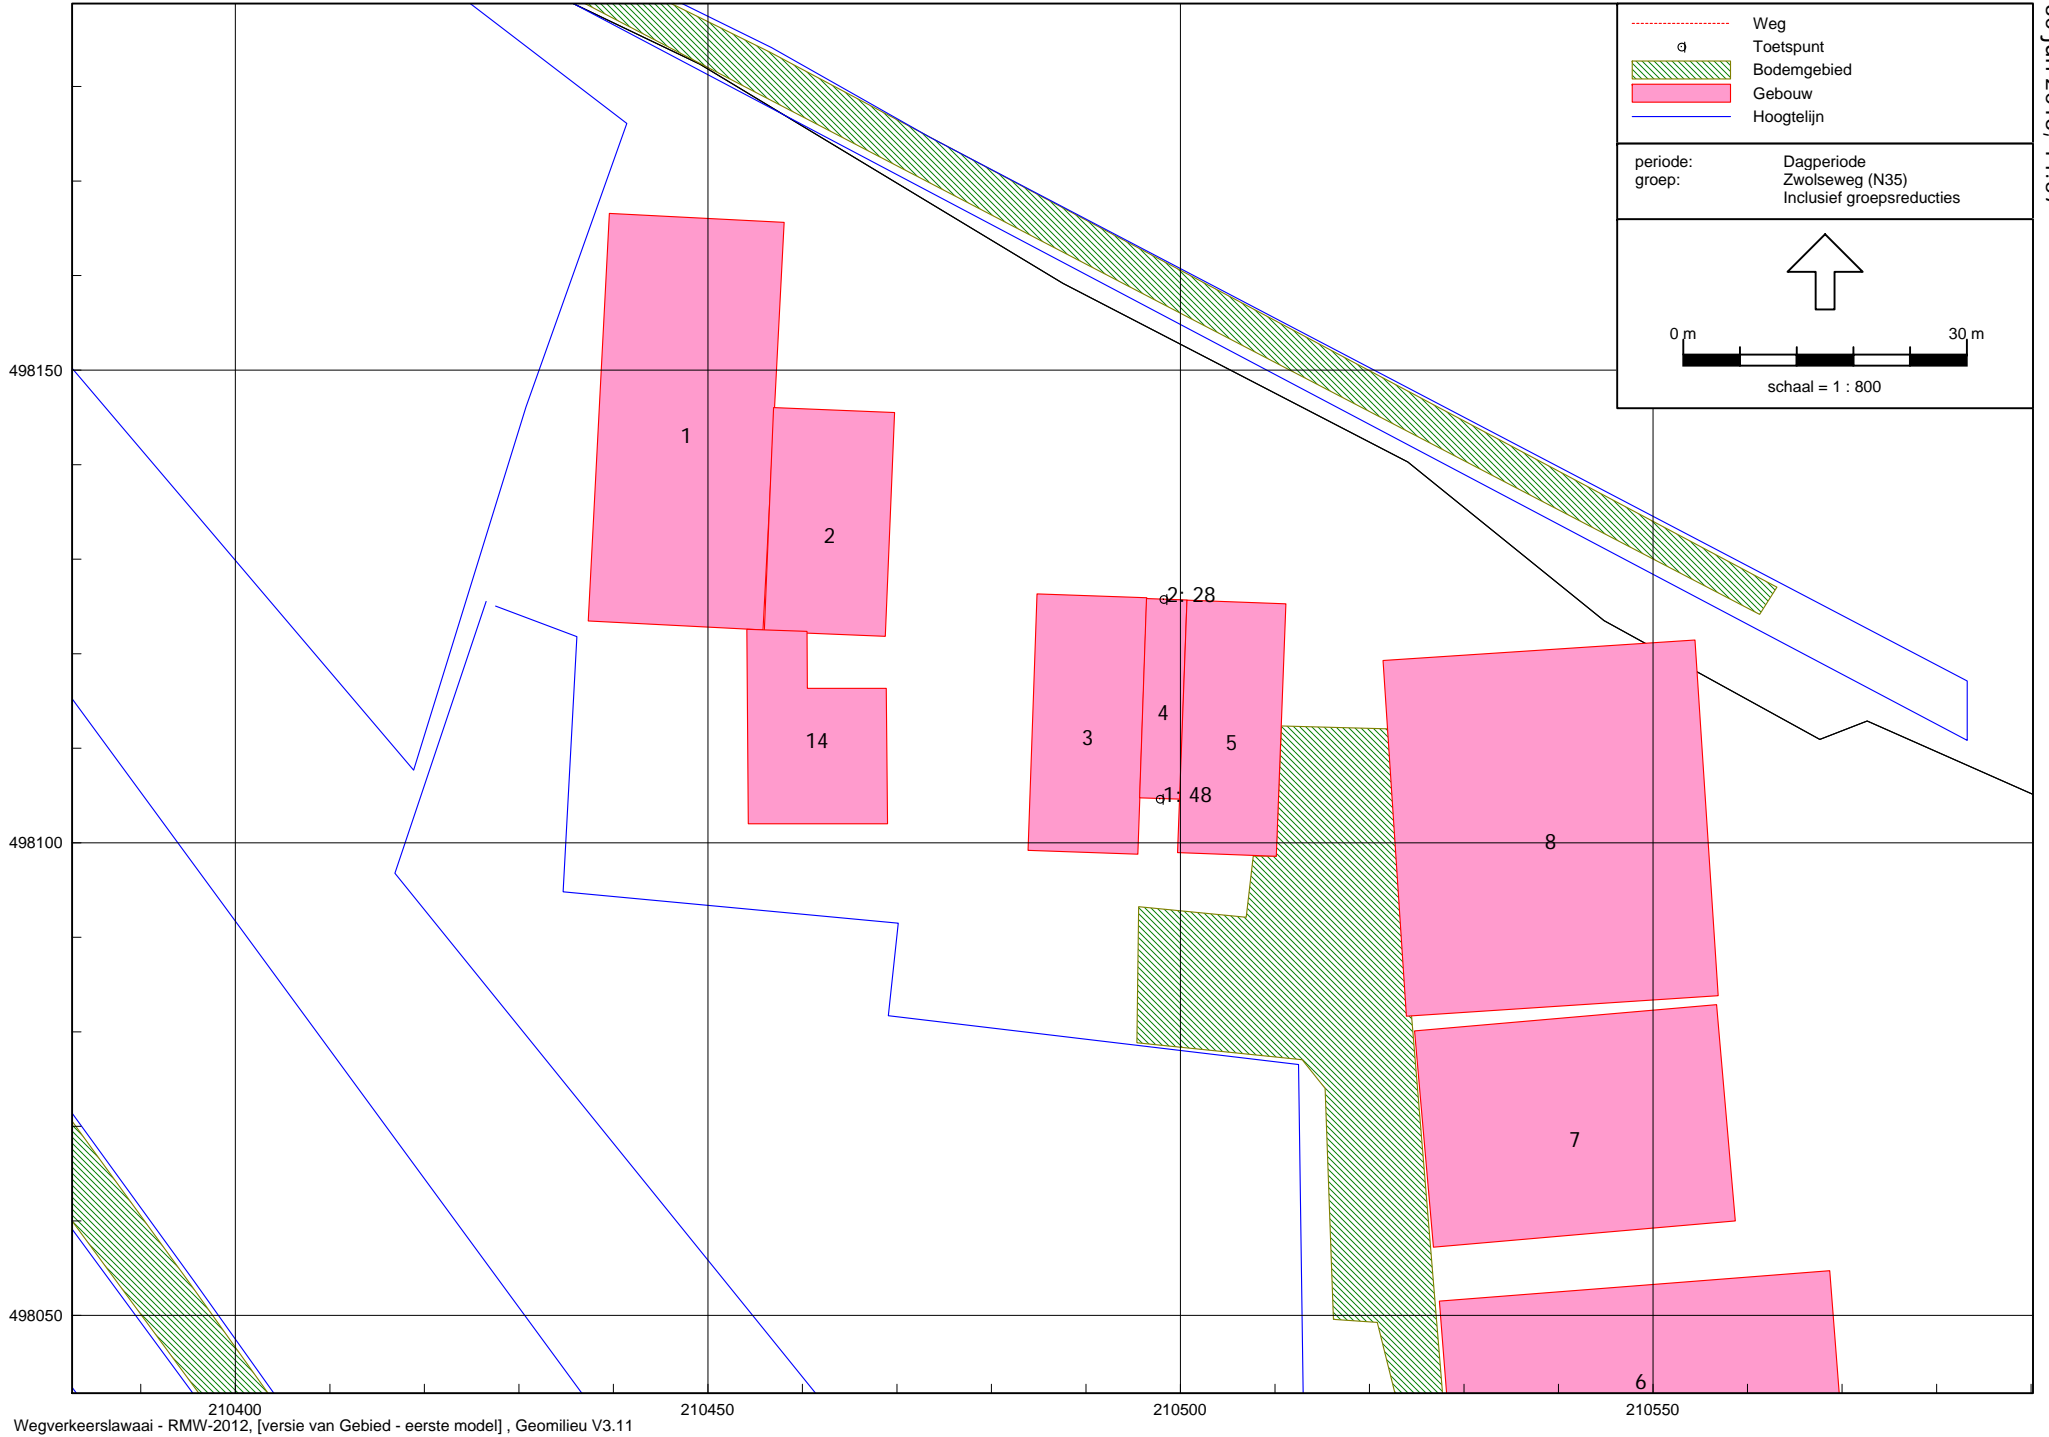 Weg
Toetspunt
Bodemgebied
Gebouw
Hoogtelijn
periode: Dagperiode
groep: Zwolseweg (N35)
Inclusief groepsreducties
0 m 30 m
schaal = 1 : 800
498150
498100
498050
1
2
2: 28
3
4
5
14
1: 48
8
7
6
210400 210450 210500 210550
Wegverkeerslawaai - RMW-2012, [versie van Gebied - eerste model] , Geomilieu V3.11